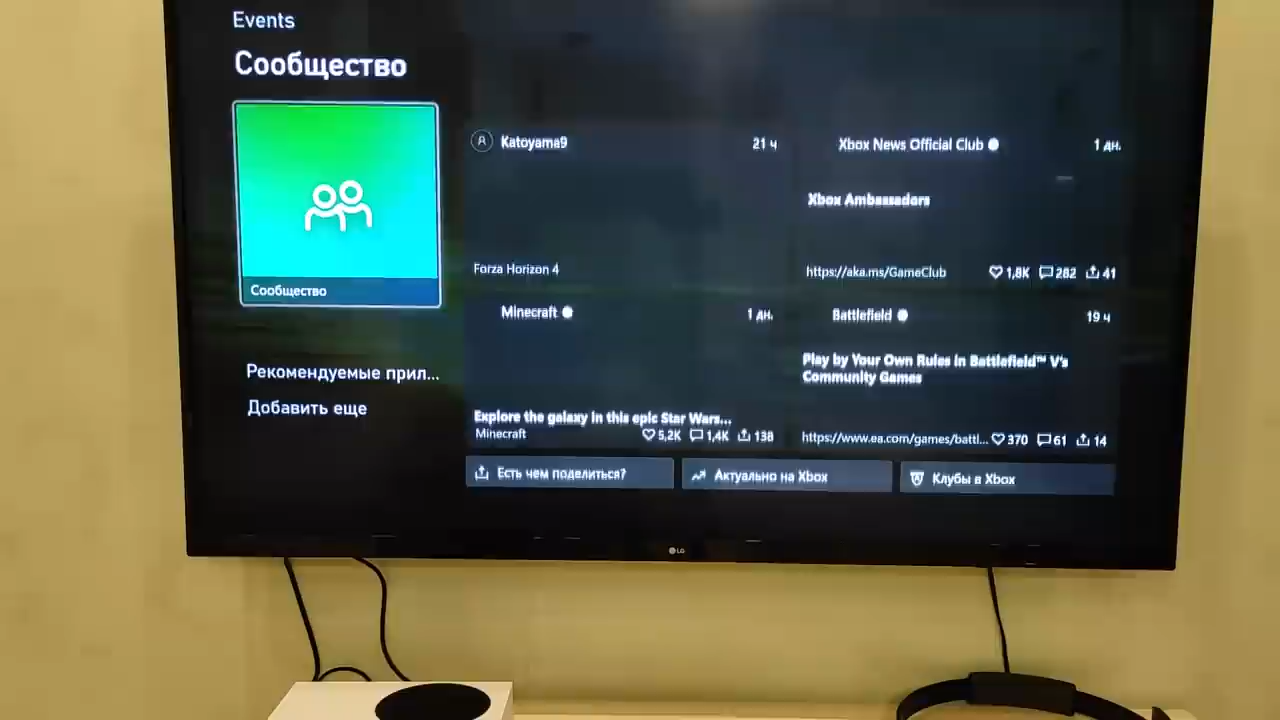 Events
Сообщество
Сообщество
Рекомендуемые прил...
Добавить еще
Katoyama9
21 ч
Forza Horizon 4
Xbox News Official Club
1 дн.
Xbox Ambassadors
https://aka.ms/GameClub
1,8K 282 41
Minecraft
1 дн.
Explore the galaxy in this epic Star Wars...
Minecraft
5,2K 1,4K 138
Battlefield
19 ч
Play by Your Own Rules in Battlefield™ V's
Community Games
https://www.ea.com/games/battl... 370 61 14
Есть чем поделиться?
Актуально на Xbox
Клубы в Xbox
LG